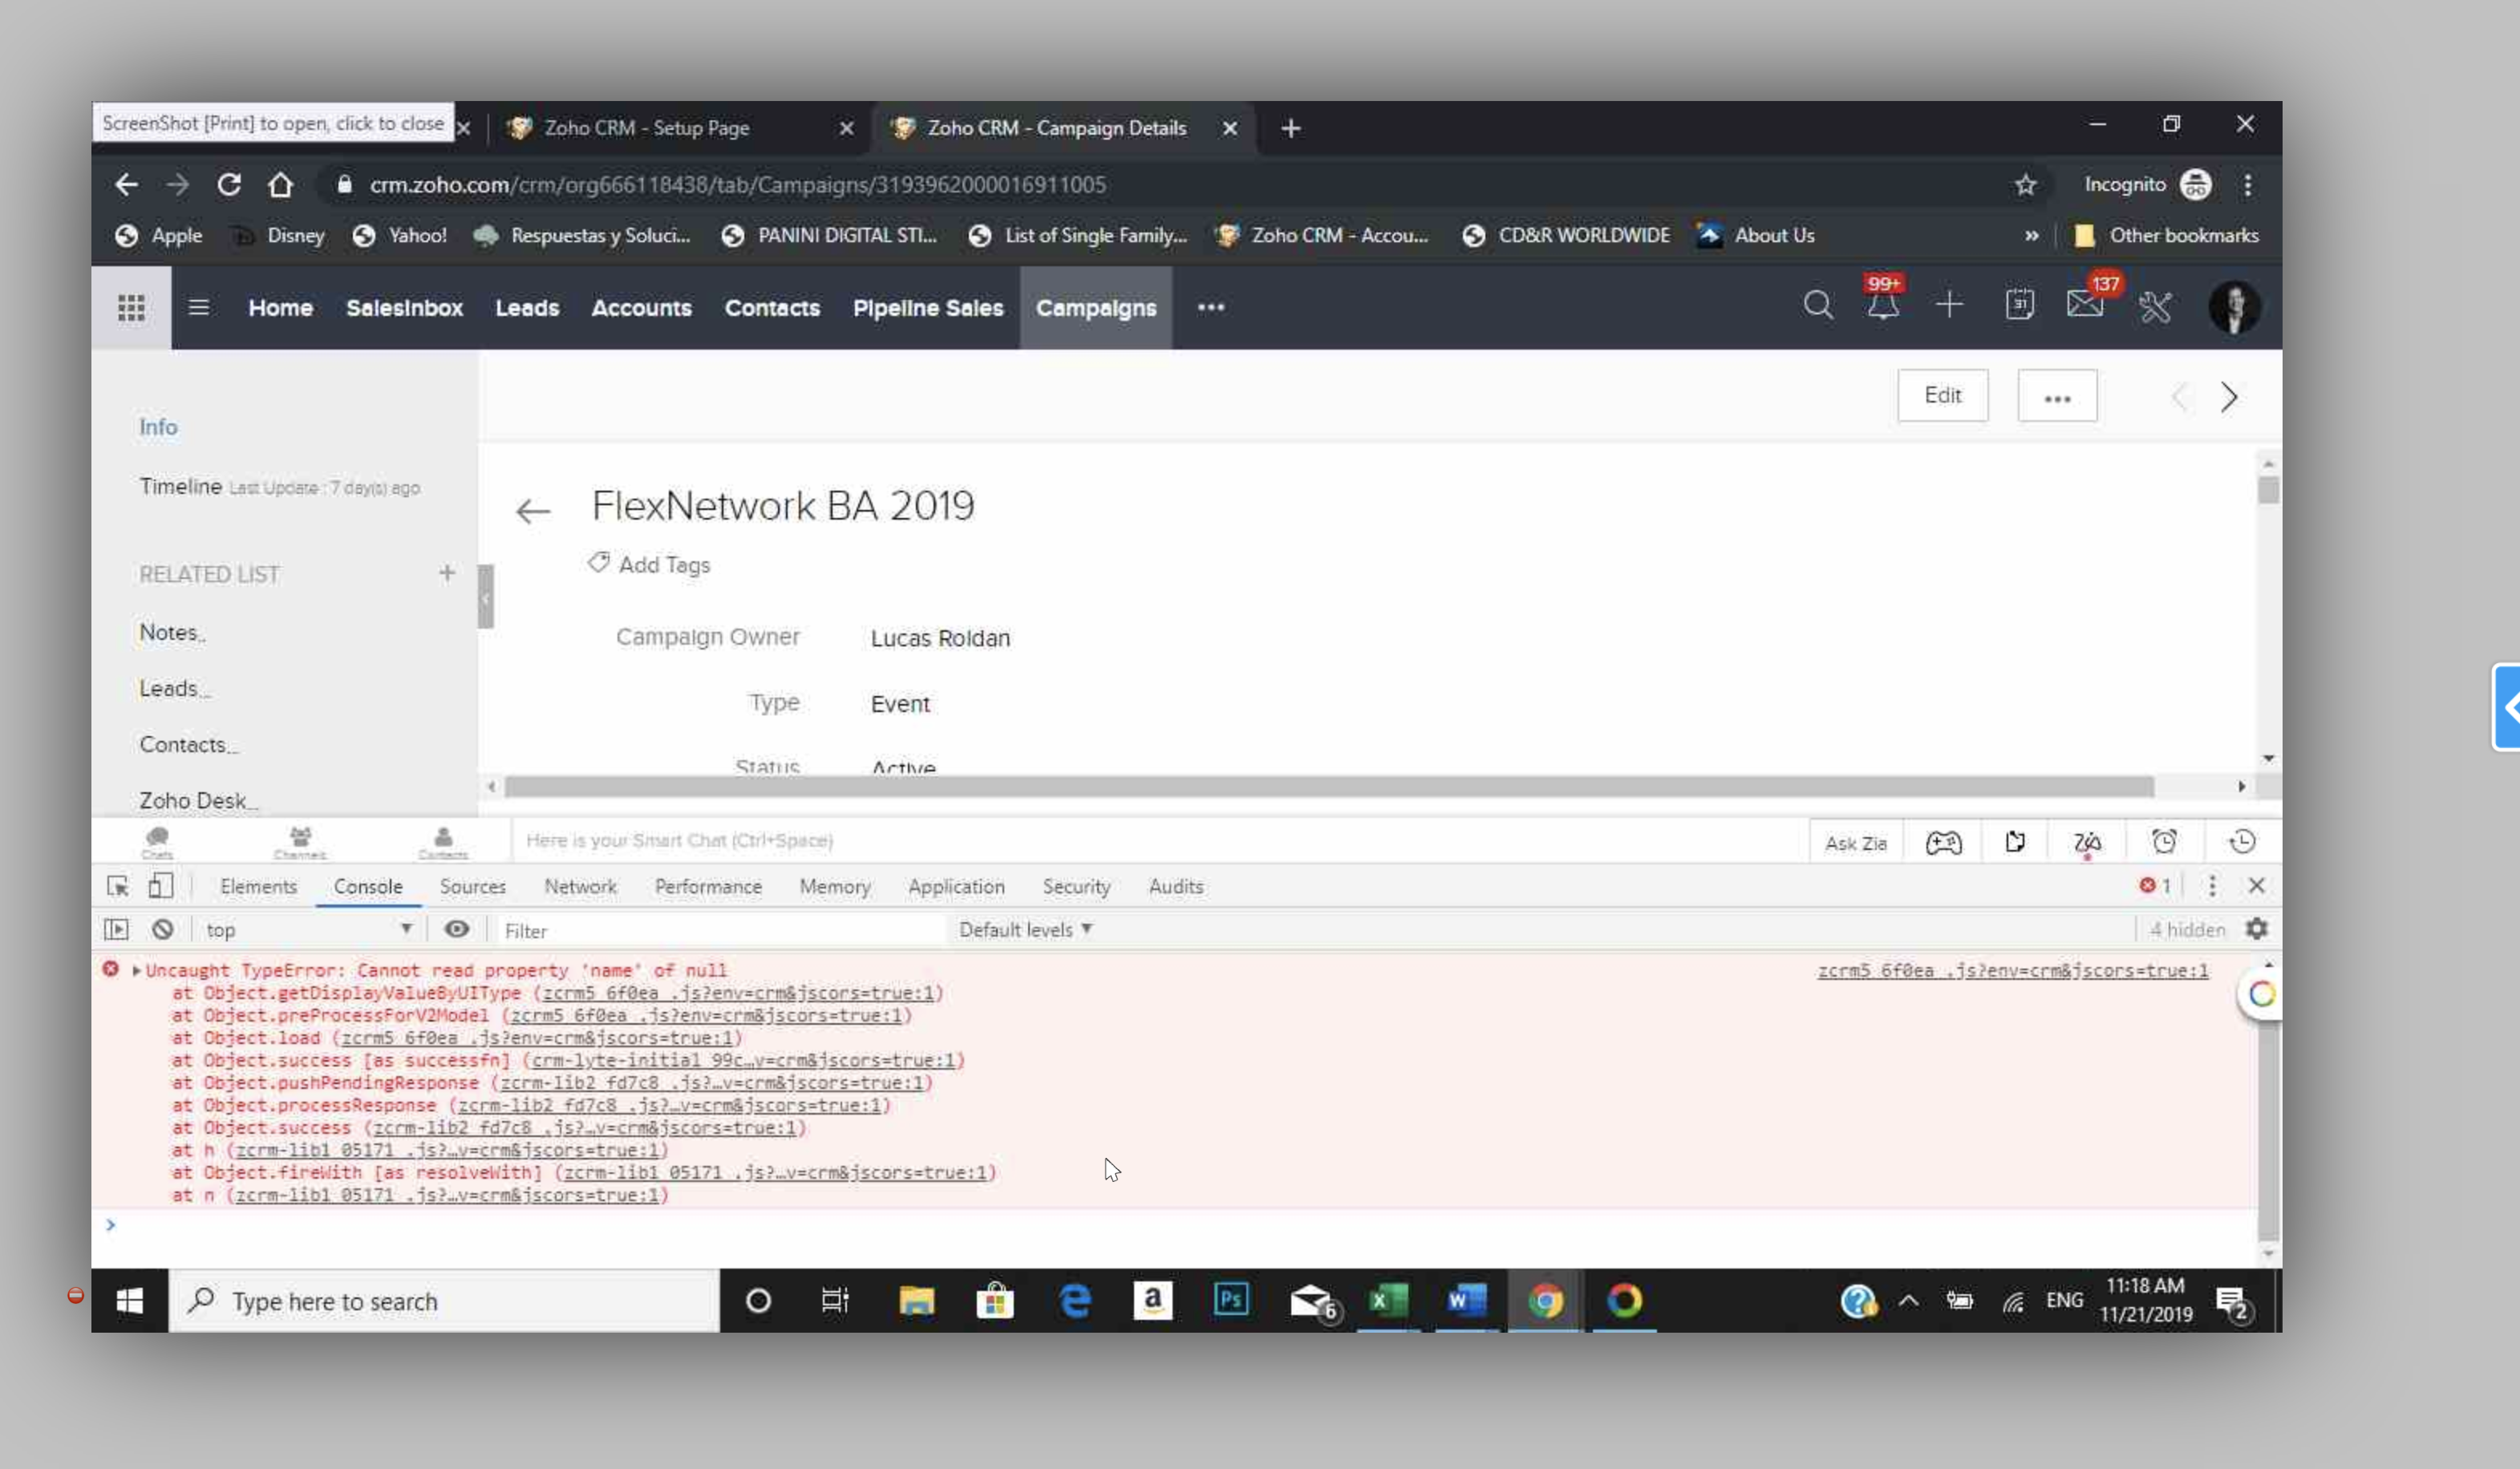 ScreenShot [Print] to open, click to close
Zoho CRM - Setup Page
Zoho CRM - Campaign Details
crm.zoho.com/crm/org666118438/tab/Campaigns/3193962000016911005
Incognito
Apple
Disney
Yahoo!
Respuestas y Soluci...
PANINI DIGITAL STI...
List of Single Family...
Zoho CRM - Accou...
CD&R WORLDWIDE
About Us
»
Other bookmarks
Home
SalesInbox
Leads
Accounts
Contacts
Pipeline Sales
Campaigns
•••
99+
31
137
Edit
•••
Info
Timeline Last Update : 7 day(s) ago
RELATED LIST
Notes
Leads
Contacts
Zoho Desk
FlexNetwork BA 2019
Add Tags
Campaign Owner
Lucas Roldan
Type
Event
Status
Active
Chats
Channels
Contacts
Here is your Smart Chat (Ctrl+Space)
Ask Zia
Elements
Console
Sources
Network
Performance
Memory
Application
Security
Audits
1
top
Filter
Default levels
4 hidden
Uncaught TypeError: Cannot read property 'name' of null
zcrm5_6f0ea_.js?env=crm&jscors=true:1
at Object.getDisplayValueByUIType (zcrm5_6f0ea_.js?env=crm&jscors=true:1)
at Object.preProcessForV2Model (zcrm5_6f0ea_.js?env=crm&jscors=true:1)
at Object.load (zcrm5_6f0ea_.js?env=crm&jscors=true:1)
at Object.success [as successfn] (crm-lyte-initial_99c…v=crm&jscors=true:1)
at Object.pushPendingResponse (zcrm-lib2_fd7c8_.js?…v=crm&jscors=true:1)
at Object.processResponse (zcrm-lib2_fd7c8_.js?…v=crm&jscors=true:1)
at Object.success (zcrm-lib2_fd7c8_.js?…v=crm&jscors=true:1)
at h (zcrm-lib1_05171_.js?…v=crm&jscors=true:1)
at Object.fireWith [as resolveWith] (zcrm-lib1_05171_.js?…v=crm&jscors=true:1)
at n (zcrm-lib1_05171_.js?…v=crm&jscors=true:1)
Type here to search
a
Ps
6
X
W
ENG
11:18 AM
11/21/2019
2